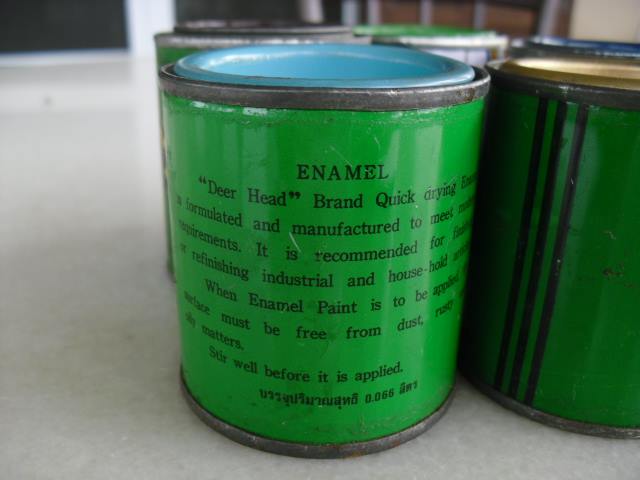 ENAMEL
“Deer Head” Brand Quick drying
is formulated and manufactured to meet
requirements. It is recommended for
or refinishing industrial and house-hold
When Enamel Paint is to be applied,
surface must be free from dust, rusty
oily matters.
Stir well before it is applied.
บรรจุปริมาณสุทธิ 0.066 ลิตร